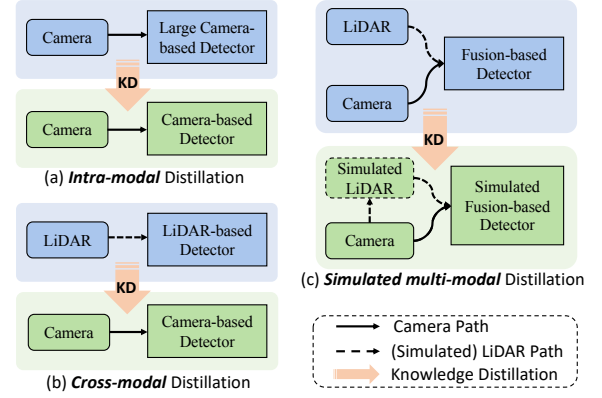 Camera
Large Camera-
based Detector
KD
Camera
Camera-based
Detector
(a) Intra-modal Distillation
LiDAR
LiDAR-based
Detector
KD
Camera
Camera-based
Detector
(b) Cross-modal Distillation
LiDAR
Fusion-based
Detector
Camera
KD
Simulated
LiDAR
Simulated
Fusion-based
Detector
Camera
(c) Simulated multi-modal Distillation
Camera Path
(Simulated) LiDAR Path
Knowledge Distillation